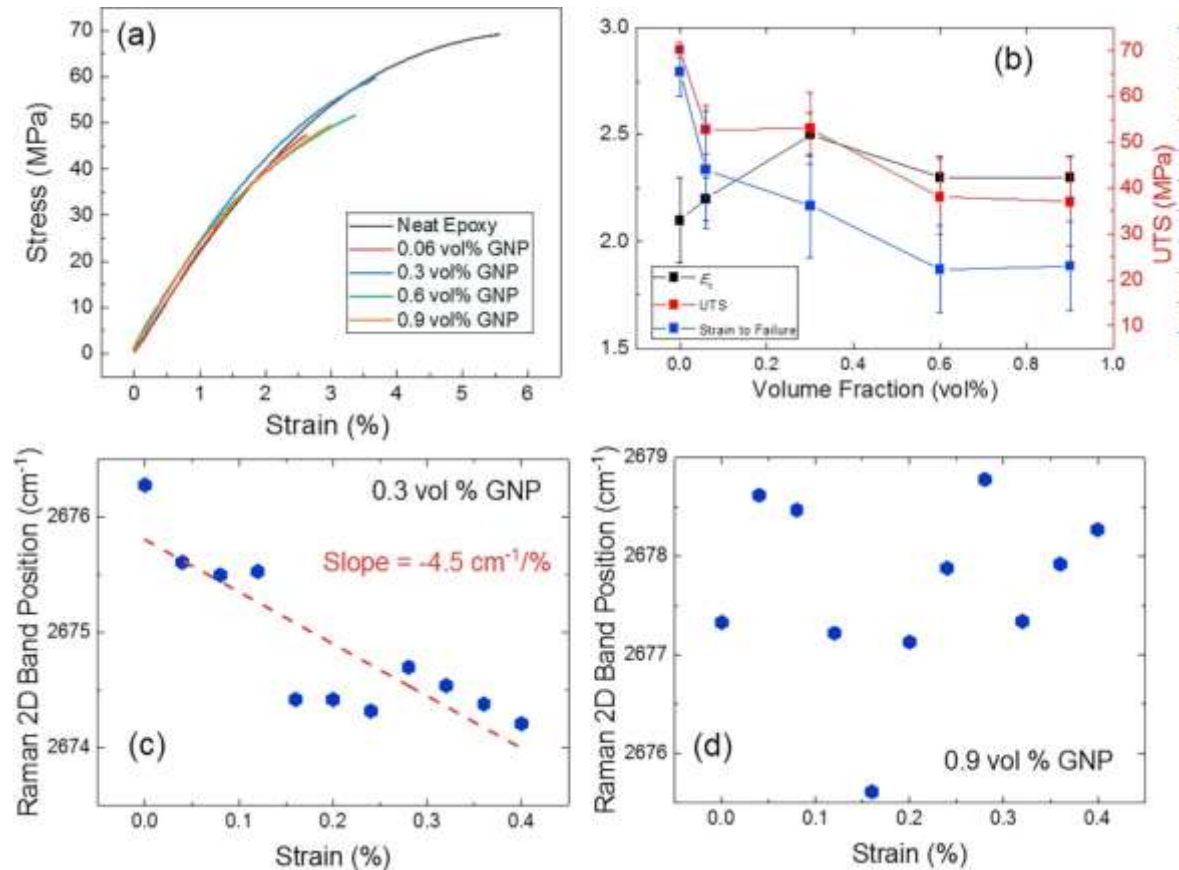 (a)
Stress (MPa)
80
70
60
50
40
30
20
10
0
Neat Epoxy
0.06 vol% GNP
0.3 vol% GNP
0.6 vol% GNP
0.9 vol% GNP
0 1 2 3 4 5 6
Strain (%)
(b)
3.0
2.5
2.0
1.5
UTS (MPa)
70
60
50
40
30
20
10
UTS
Strain to Failure
0.0 0.2 0.4 0.6 0.8 1.0
Volume Fraction (vol%)
Raman 2D Band Position (cm⁻¹)
2676
2675
2674
0.3 vol % GNP
Slope = -4.5 cm⁻¹/%
(c)
0.0 0.1 0.2 0.3 0.4
Strain (%)
Raman 2D Band Position (cm⁻¹)
2679
2678
2677
2676
(d)
0.9 vol % GNP
0.0 0.1 0.2 0.3 0.4
Strain (%)